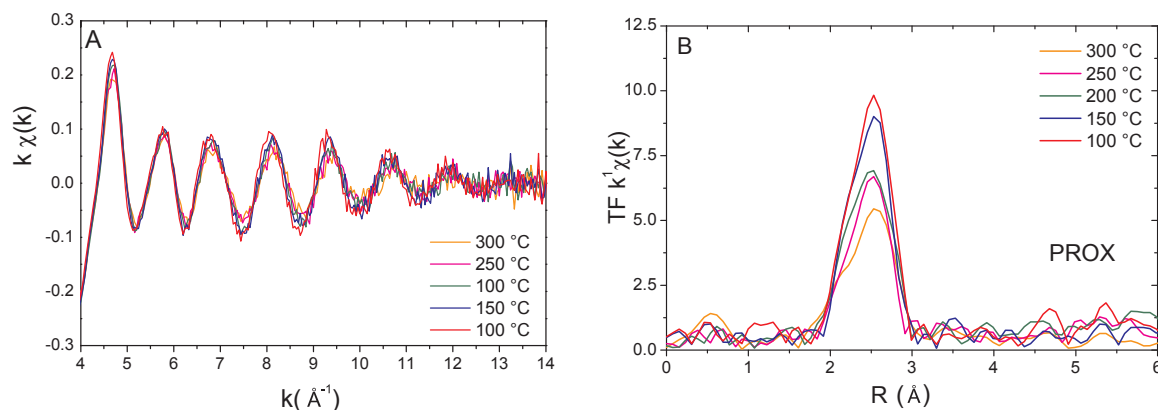 A
k χ(k)
0.3
0.2
0.1
0.0
-0.1
-0.2
-0.3
300 °C
250 °C
100 °C
150 °C
100 °C
4 5 6 7 8 9 10 11 12 13 14
k( Å⁻¹)
B
TF k¹χ(k)
12.5
10.0
7.5
5.0
2.5
0.0
300 °C
250 °C
200 °C
150 °C
100 °C
PROX
0 1 2 3 4 5 6
R (Å)